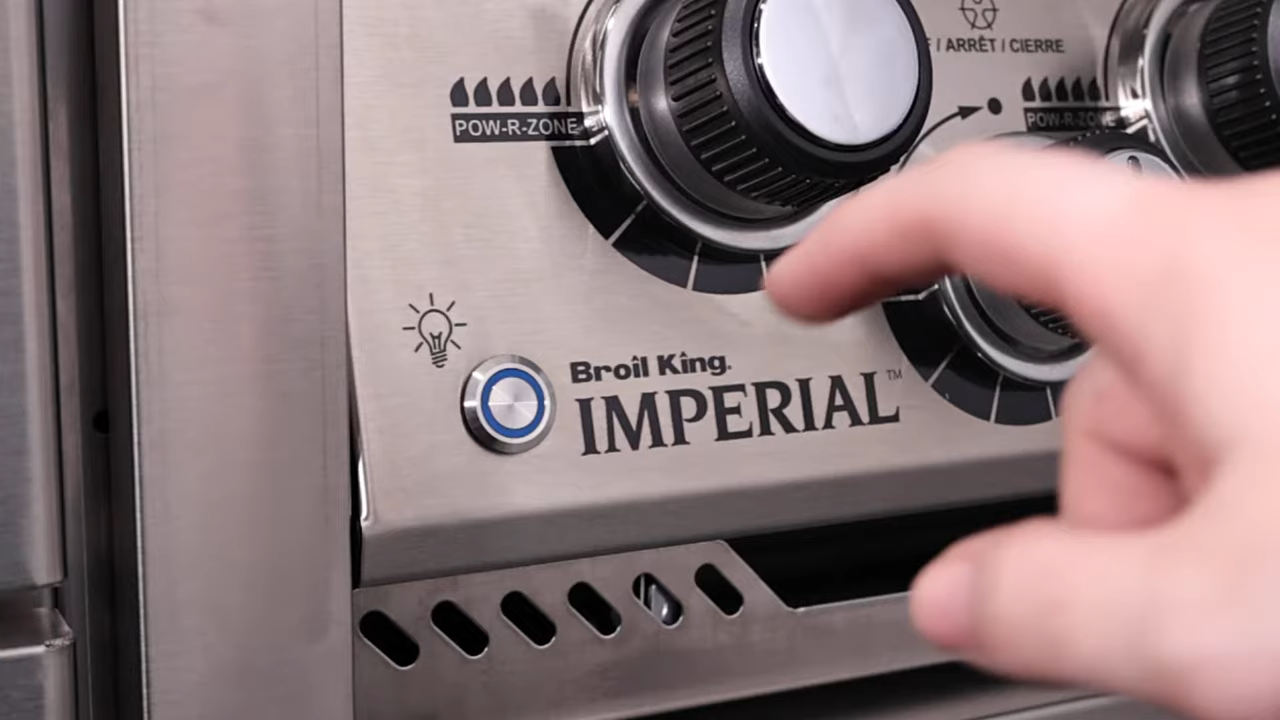 / ARRÊT / CIERRE
POW-R-ZONE
POW-R-ZONE
Broil King.
IMPERIAL™